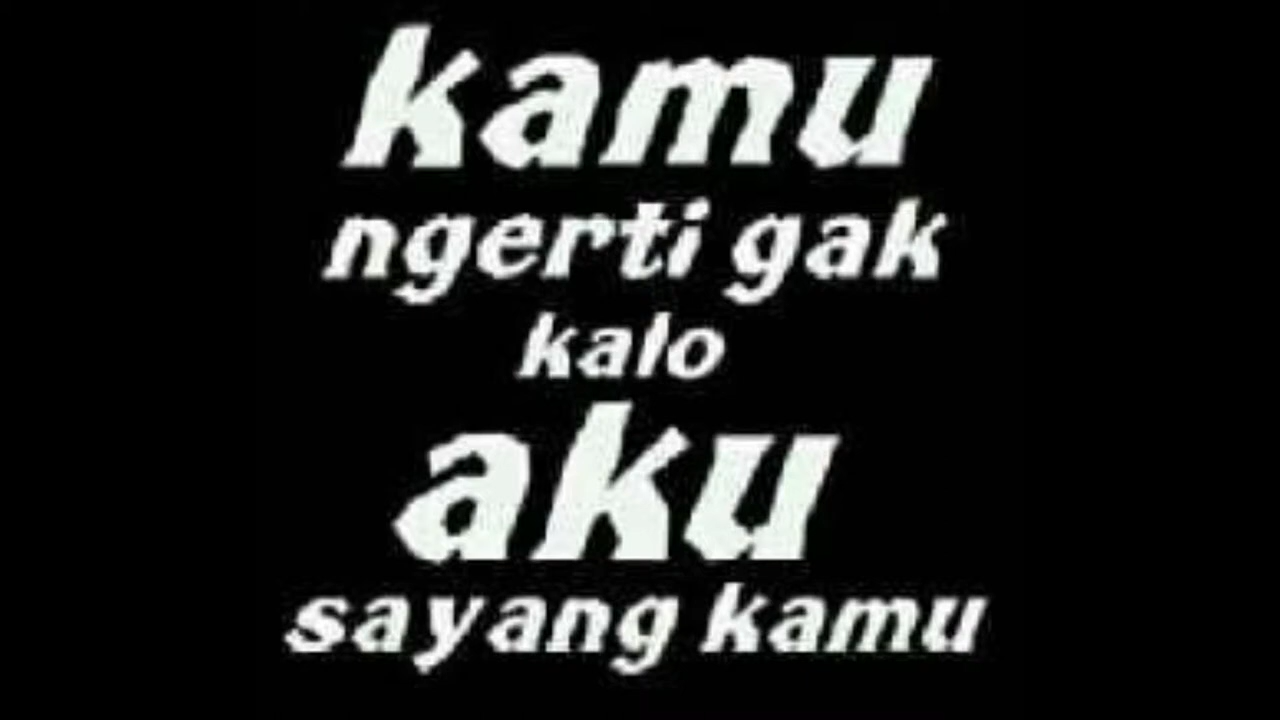 kamu
ngerti gak
kalo
aku
sayang kamu